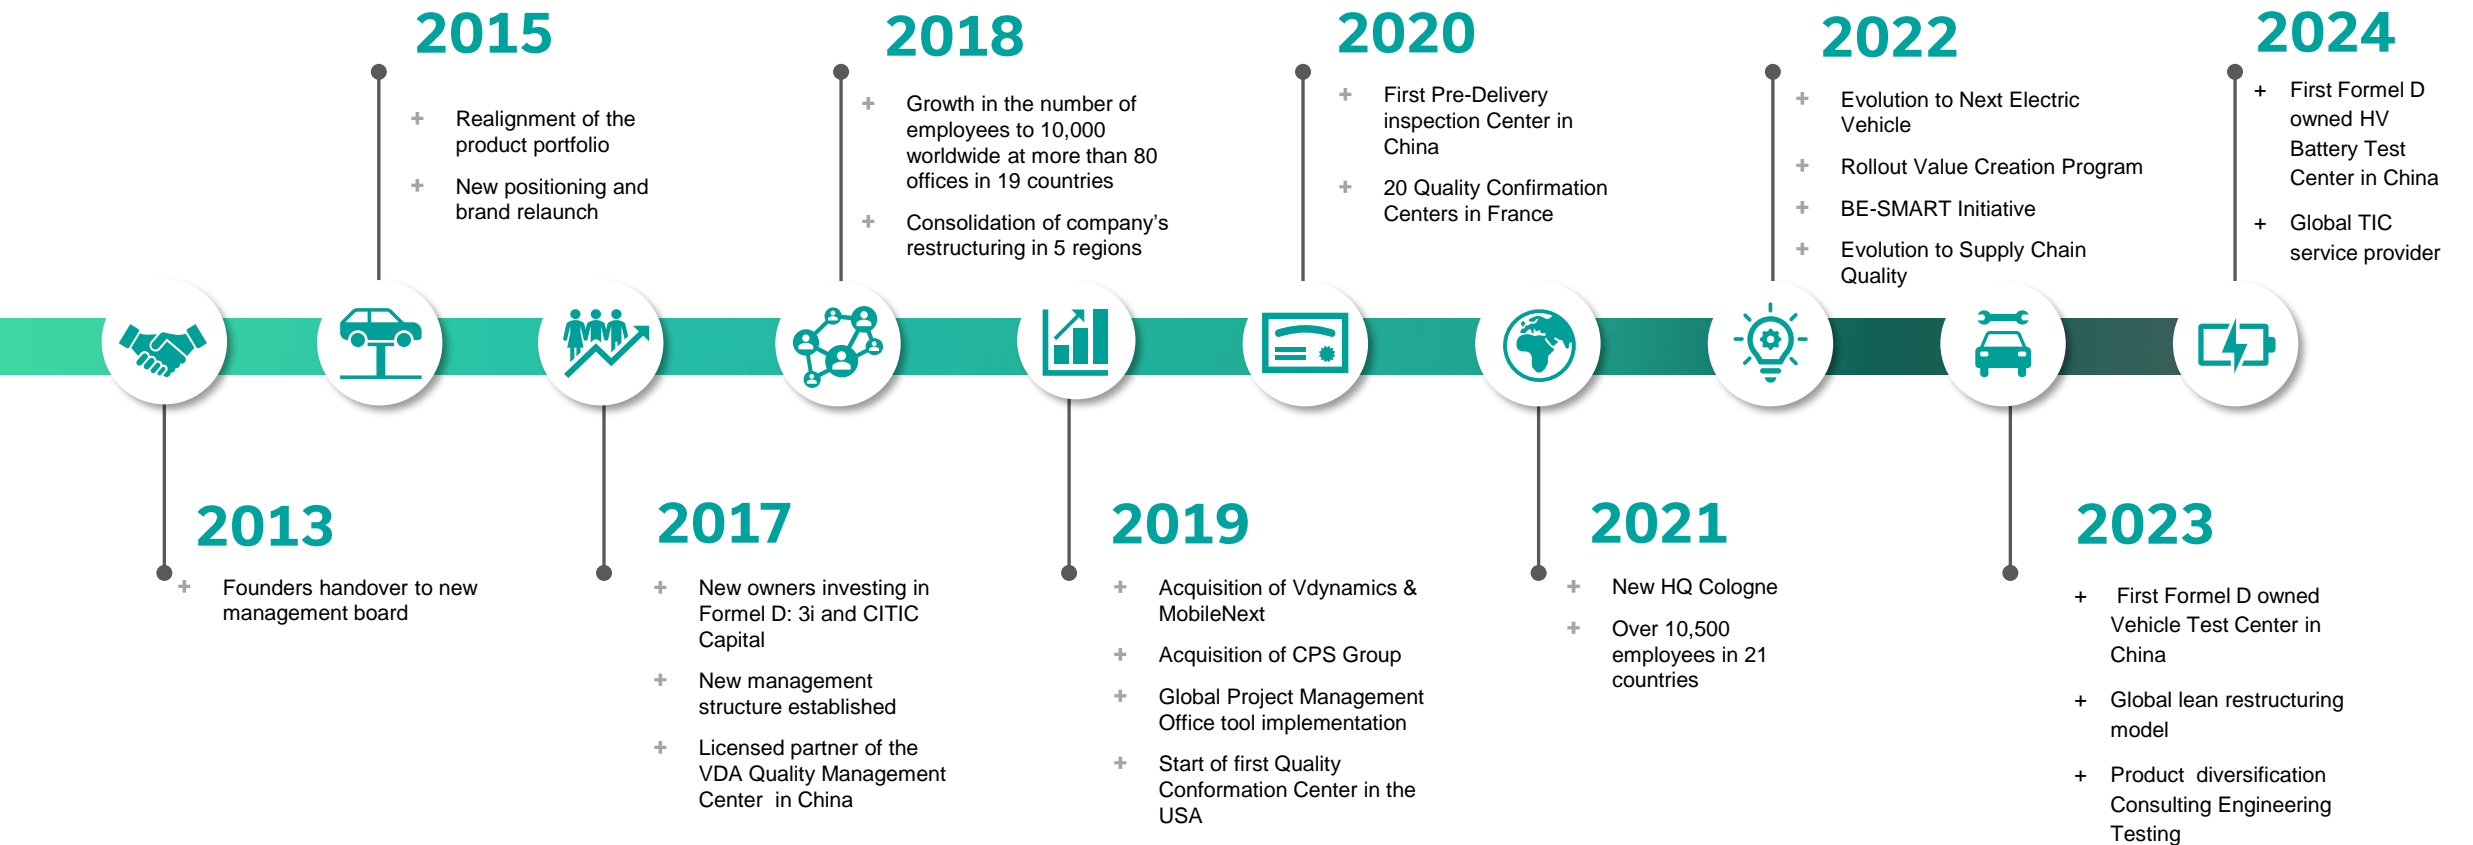 2015
+ Realignment of the
product portfolio
+ New positioning and
brand relaunch
2018
+ Growth in the number of
employees to 10,000
worldwide at more than 80
offices in 19 countries
+ Consolidation of company's
restructuring in 5 regions
2020
+ First Pre-Delivery
inspection Center in
China
+ 20 Quality Confirmation
Centers in France
2022
+ Evolution to Next Electric
Vehicle
+ Rollout Value Creation Program
+ BE-SMART Initiative
+ Evolution to Supply Chain
Quality
2024
+ First Formel D
owned HV
Battery Test
Center in China
+ Global TIC
service provider
2013
+ Founders handover to new
management board
2017
+ New owners investing in
Formel D: 3i and CITIC
Capital
+ New management
structure established
+ Licensed partner of the
VDA Quality Management
Center in China
2019
+ Acquisition of Vdynamics &
MobileNext
+ Acquisition of CPS Group
+ Global Project Management
Office tool implementation
+ Start of first Quality
Conformation Center in the
USA
2021
+ New HQ Cologne
+ Over 10,500
employees in 21
countries
2023
+ First Formel D owned
Vehicle Test Center in
China
+ Global lean restructuring
model
+ Product diversification
Consulting Engineering
Testing